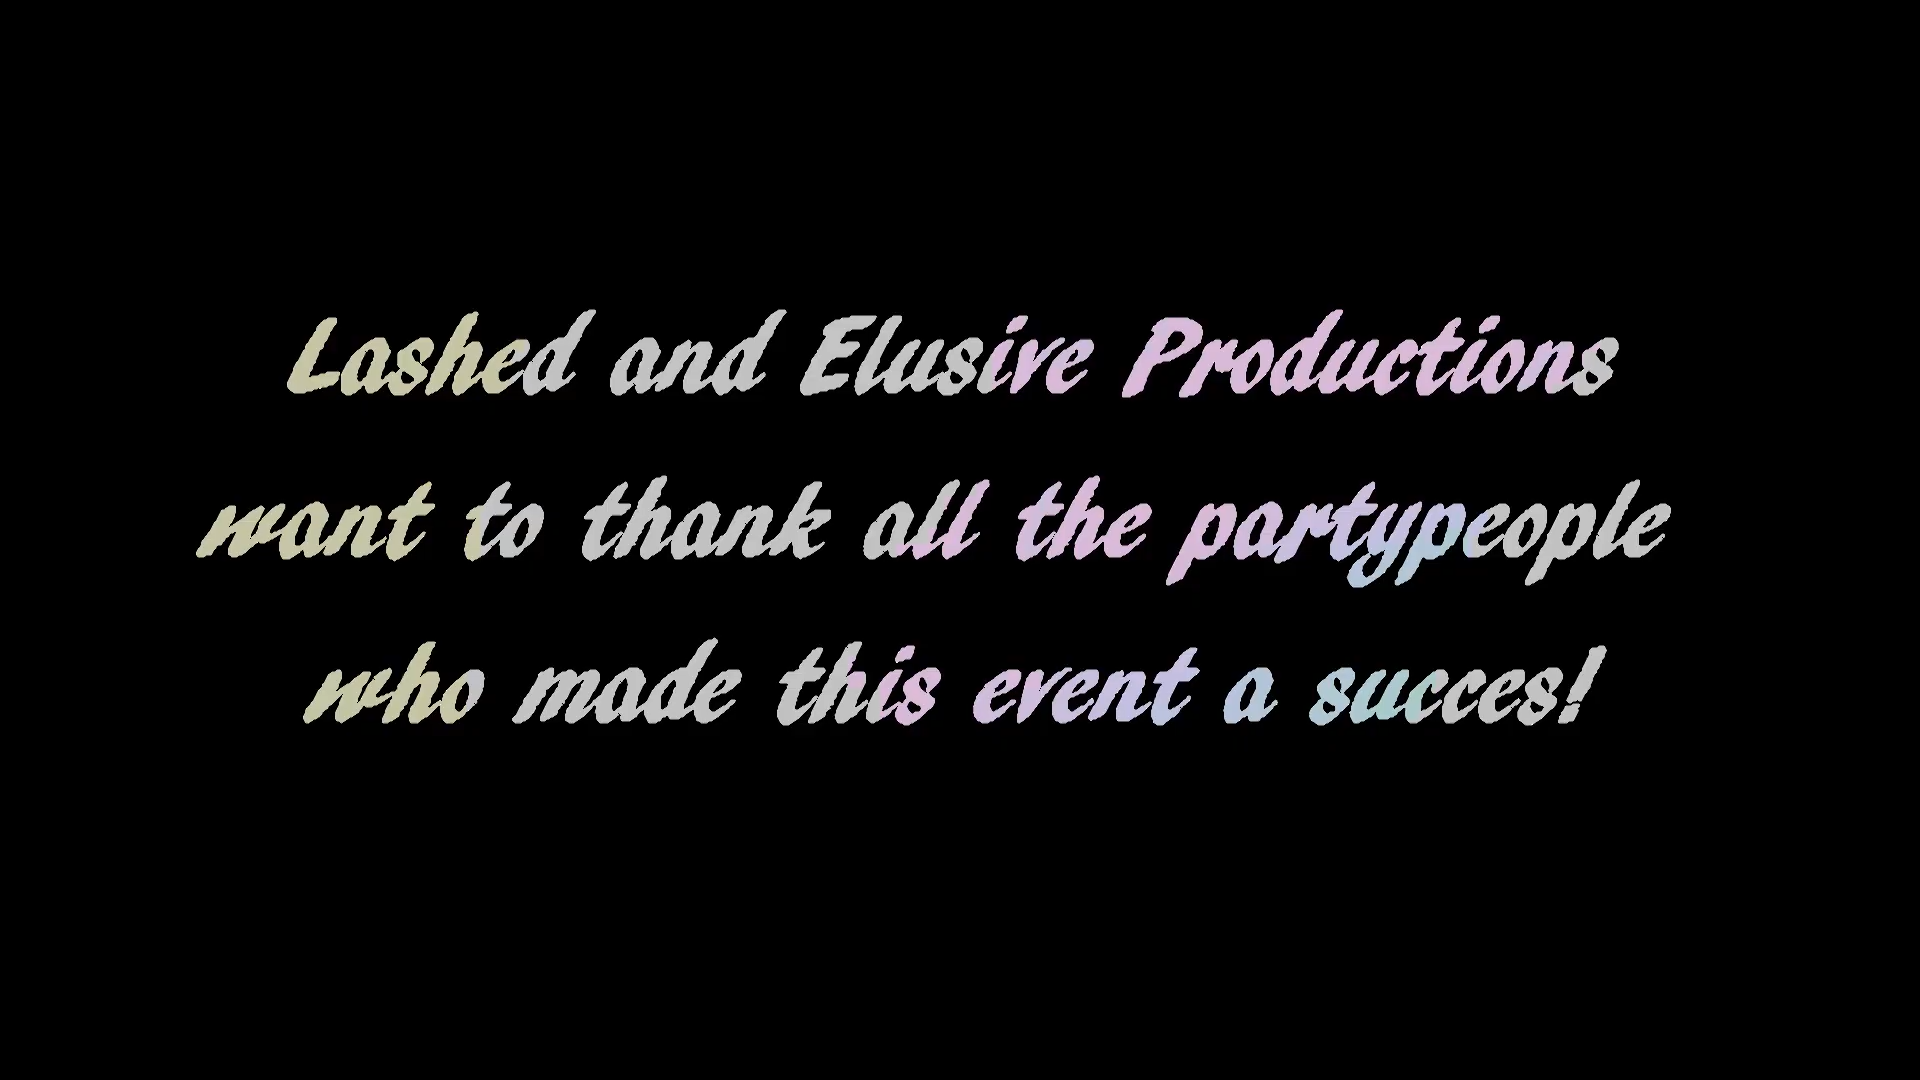 Lashed and Elusive Productions
want to thank all the partypeople
who made this event a succes!